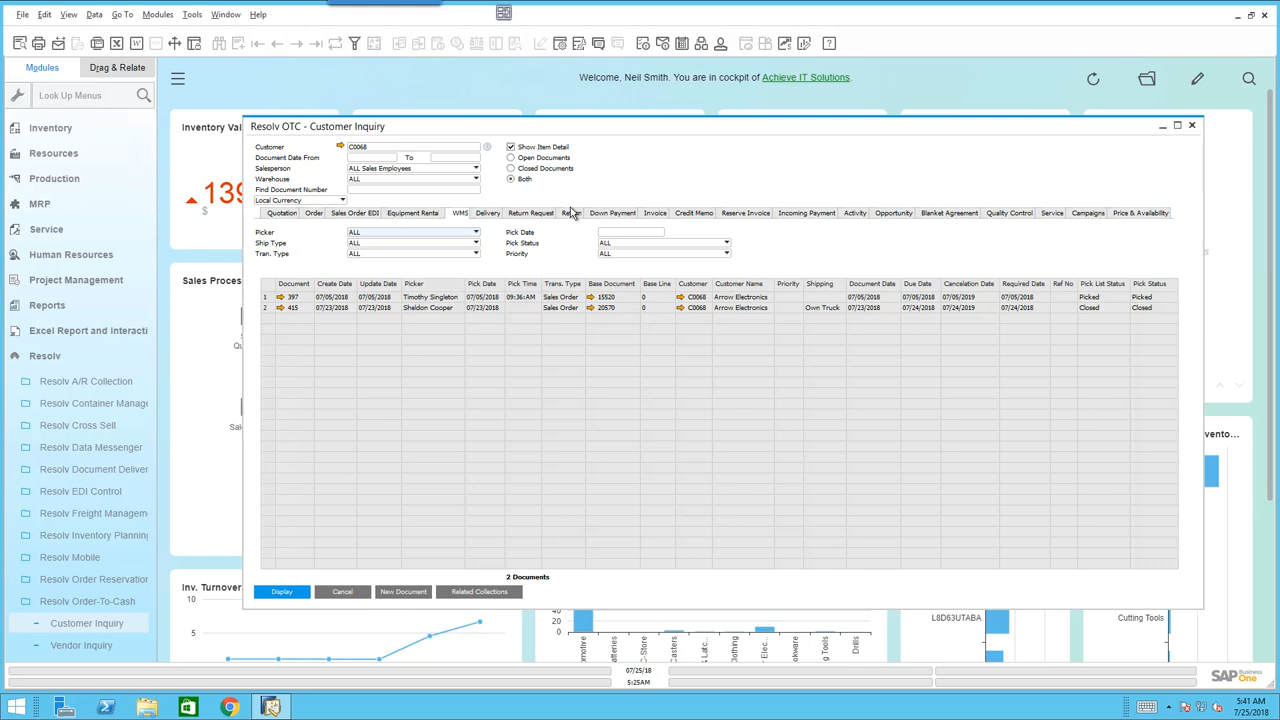 File Edit View Data Go To Modules Tools Window Help
Modules Drag & Relate
Look Up Menus
Welcome, Neil Smith. You are in cockpit of Achieve IT Solutions.
Inventory
Resources
Production
MRP
Service
Human Resources
Project Management
Reports
Excel Report and Interacti
Resolv
Resolv A/R Collection
Resolv Container Manage
Resolv Cross Sell
Resolv Data Messenger
Resolv Document Deliver
Resolv EDI Control
Resolv Freight Managem
Resolv Inventory Planning
Resolv Mobile
Resolv Order Reservatio
Resolv Order-To-Cash
Customer Inquiry
Vendor Inquiry
Inventory Val
139
$
Sales Proces
Inv. Turnover
10
5
Resolv OTC - Customer Inquiry
Customer C0068 Show Item Detail
Document Date From To Open Documents
Salesperson ALL Sales Employees Closed Documents
Warehouse ALL Both
Find Document Number
Local Currency
Quotation Order Sales Order EDI Equipment Rental WMS Delivery Return Request Down Payment Invoice Credit Memo Reserve Invoice Incoming Payment Activity Opportunity Blanket Agreement Quality Control Service Campaigns Price & Availability
Picker ALL Pick Date
Ship Type ALL Pick Status ALL
Tran. Type ALL Priority ALL
Document Create Date Update Date Picker Pick Date Pick Time Trans. Type Base Document Base Line Customer Customer Name Priority Shipping Document Date Due Date Cancelation Date Required Date Ref No Pick List Status Pick Status
1 397 07/05/2018 07/05/2018 Timothy Singleton 07/05/2018 09:36:AM Sales Order 15520 0 C0068 Arrow Electronics 07/05/2018 07/05/2018 07/05/2019 07/05/2018 Picked Picked
2 415 07/23/2018 07/23/2018 Sheldon Cooper 07/23/2018 Sales Order 20570 0 C0068 Arrow Electronics Own Truck 07/23/2018 07/24/2018 07/24/2019 07/24/2018 Closed Closed
2 Documents
Display Cancel New Document Related Collections
40
20
0
L8D63UTABA
Cutting Tools
07/25/18
5:25AM
SAP Business One
5:41 AM
7/25/2018